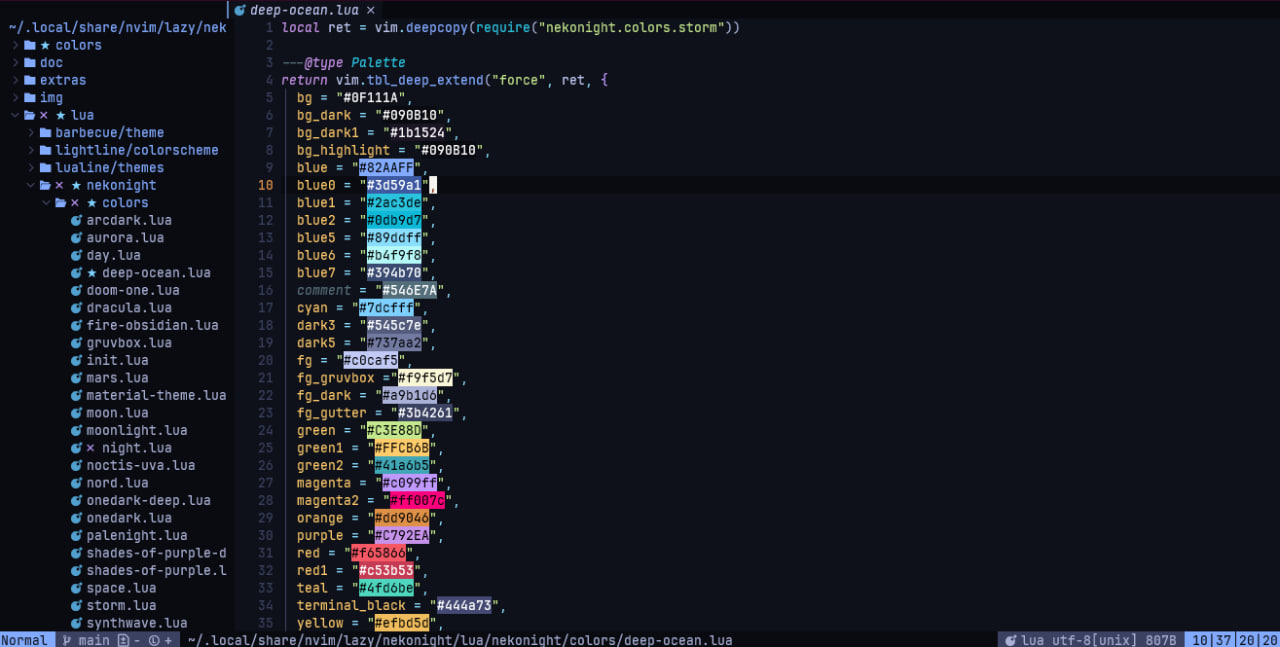 deep-ocean.lua ×
~/.local/share/nvim/lazy/nek
★ colors
doc
extras
img
× ★ lua
barbecue/theme
lightline/colorscheme
lualine/themes
× ★ nekonight
× ★ colors
arcdark.lua
aurora.lua
day.lua
★ deep-ocean.lua
doom-one.lua
dracula.lua
fire-obsidian.lua
gruvbox.lua
init.lua
mars.lua
material-theme.lua
moon.lua
moonlight.lua
× night.lua
noctis-uva.lua
nord.lua
onedark-deep.lua
onedark.lua
palenight.lua
shades-of-purple-d
shades-of-purple.l
space.lua
storm.lua
synthwave.lua
1 local ret = vim.deepcopy(require("nekonight.colors.storm"))
2
3 ---@type Palette
4 return vim.tbl_deep_extend("force", ret, {
5 bg = "#0F111A",
6 bg_dark = "#090B10",
7 bg_dark1 = "#1b1524",
8 bg_highlight = "#090B10",
9 blue = "#82AAFF",
10 blue0 = "#3d59a1",
11 blue1 = "#2ac3de",
12 blue2 = "#0db9d7",
13 blue5 = "#89ddff",
14 blue6 = "#b4f9f8",
15 blue7 = "#394b70",
16 comment = "#546E7A",
17 cyan = "#7dcfff",
18 dark3 = "#545c7e",
19 dark5 = "#737aa2",
20 fg = "#c0caf5",
21 fg_gruvbox ="#f9f5d7",
22 fg_dark = "#a9b1d6",
23 fg_gutter = "#3b4261",
24 green = "#C3E88D",
25 green1 = "#FFCB6B",
26 green2 = "#41a6b5",
27 magenta = "#c099ff",
28 magenta2 = "#ff007c",
29 orange = "#dd9046",
30 purple = "#C792EA",
31 red = "#f65866",
32 red1 = "#c53b53",
33 teal = "#4fd6be",
34 terminal_black = "#444a73",
35 yellow = "#efbd5d",
Normal main - + ~/.local/share/nvim/lazy/nekonight/lua/nekonight/colors/deep-ocean.lua lua utf-8[unix] 807B 10|37|20|20